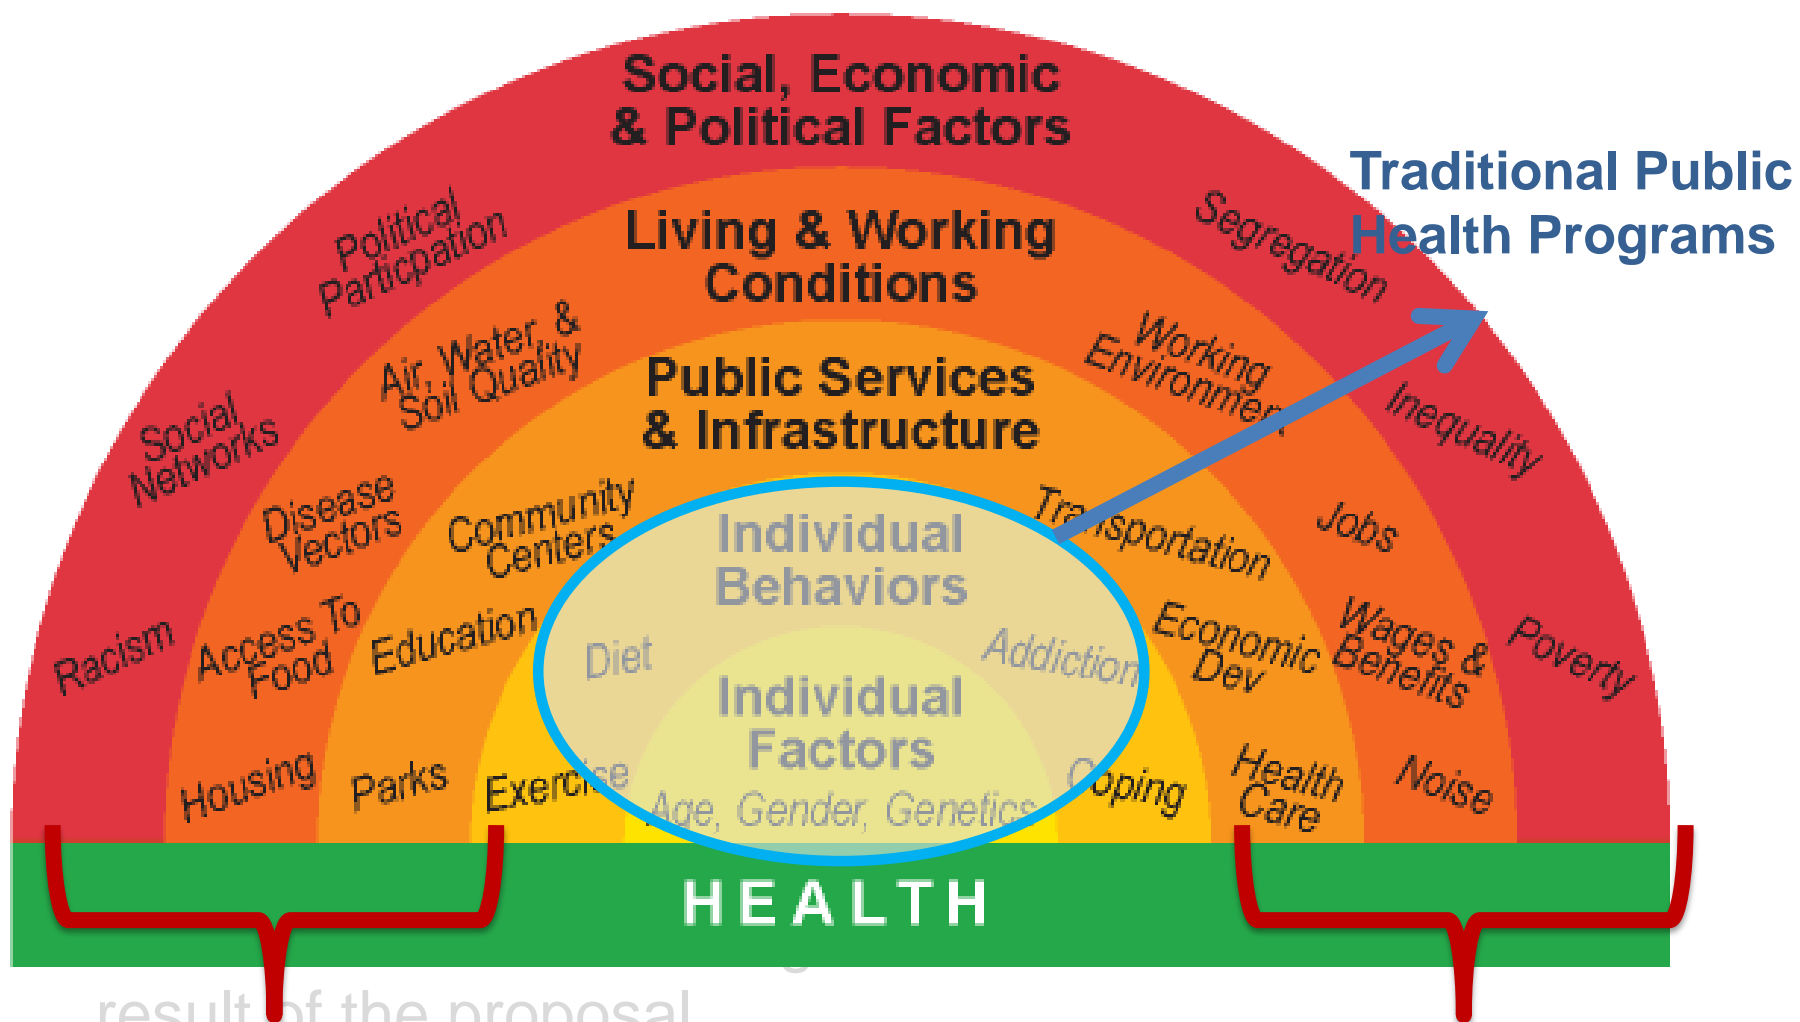 Social, Economic
& Political Factors
Traditional Public
Health Programs
Political
Particpation
Segregation
Living & Working
Conditions
Air, Water, &
Soil Quality
Working
Environment
Public Services
& Infrastructure
Social
Networks
Inequality
Disease
Vectors
Community
Centers
Transportation
Jobs
Individual
Behaviors
Racism
Access To
Food
Education
Diet
Addiction
Economic
Dev
Wages &
Benefits
Poverty
Individual
Factors
Housing
Parks
Exercise
Age, Gender, Genetics
Coping
Health
Care
Noise
HEALTH
result of the proposal